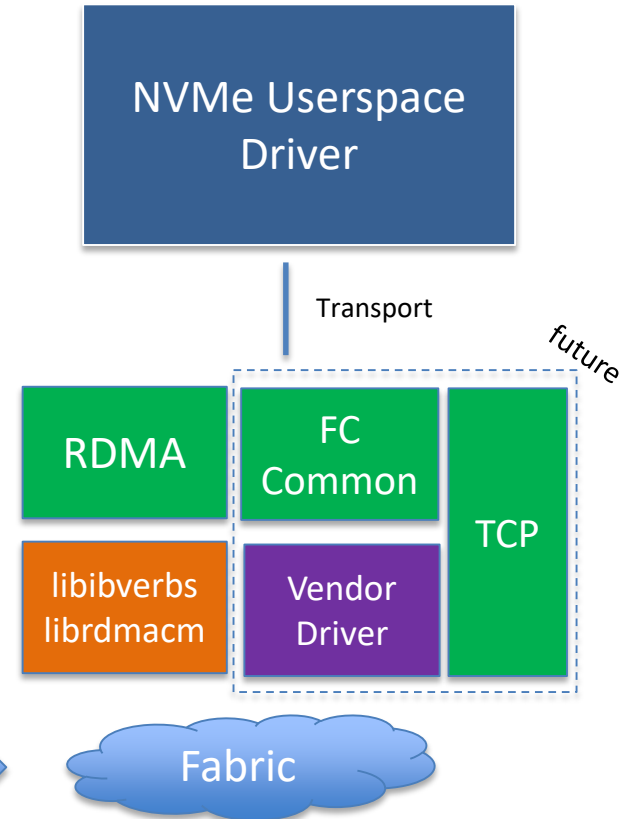 NVMe Userspace
Driver
Transport
future
RDMA
FC
Common
TCP
libibverbs
librdmacm
Vendor
Driver
Fabric